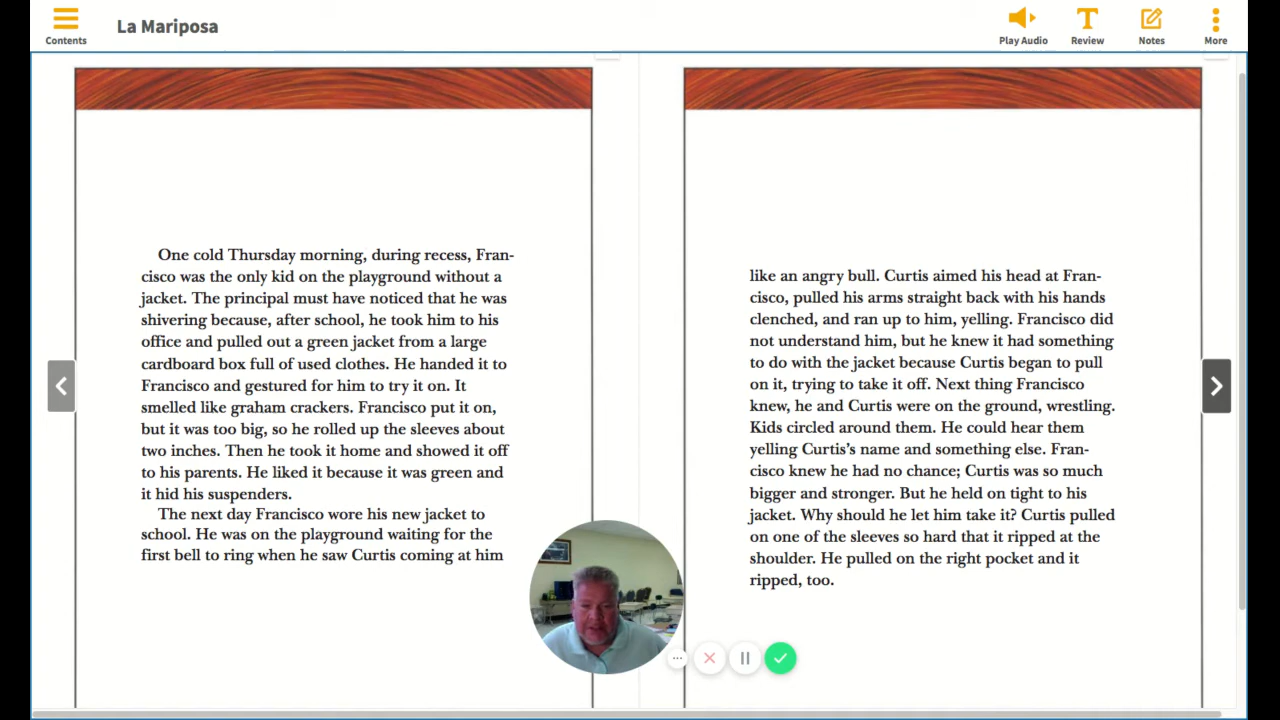 La Mariposa
Contents
Play Audio
Review
Notes
More
One cold Thursday morning, during recess, Fran-
cisco was the only kid on the playground without a
jacket. The principal must have noticed that he was
shivering because, after school, he took him to his
office and pulled out a green jacket from a large
cardboard box full of used clothes. He handed it to
Francisco and gestured for him to try it on. It
smelled like graham crackers. Francisco put it on,
but it was too big, so he rolled up the sleeves about
two inches. Then he took it home and showed it off
to his parents. He liked it because it was green and
it hid his suspenders.
The next day Francisco wore his new jacket to
school. He was on the playground waiting for the
first bell to ring when he saw Curtis coming at him
like an angry bull. Curtis aimed his head at Fran-
cisco, pulled his arms straight back with his hands
clenched, and ran up to him, yelling. Francisco did
not understand him, but he knew it had something
to do with the jacket because Curtis began to pull
on it, trying to take it off. Next thing Francisco
knew, he and Curtis were on the ground, wrestling.
Kids circled around them. He could hear them
yelling Curtis's name and something else. Fran-
cisco knew he had no chance; Curtis was so much
bigger and stronger. But he held on tight to his
jacket. Why should he let him take it? Curtis pulled
on one of the sleeves so hard that it ripped at the
shoulder. He pulled on the right pocket and it
ripped, too.